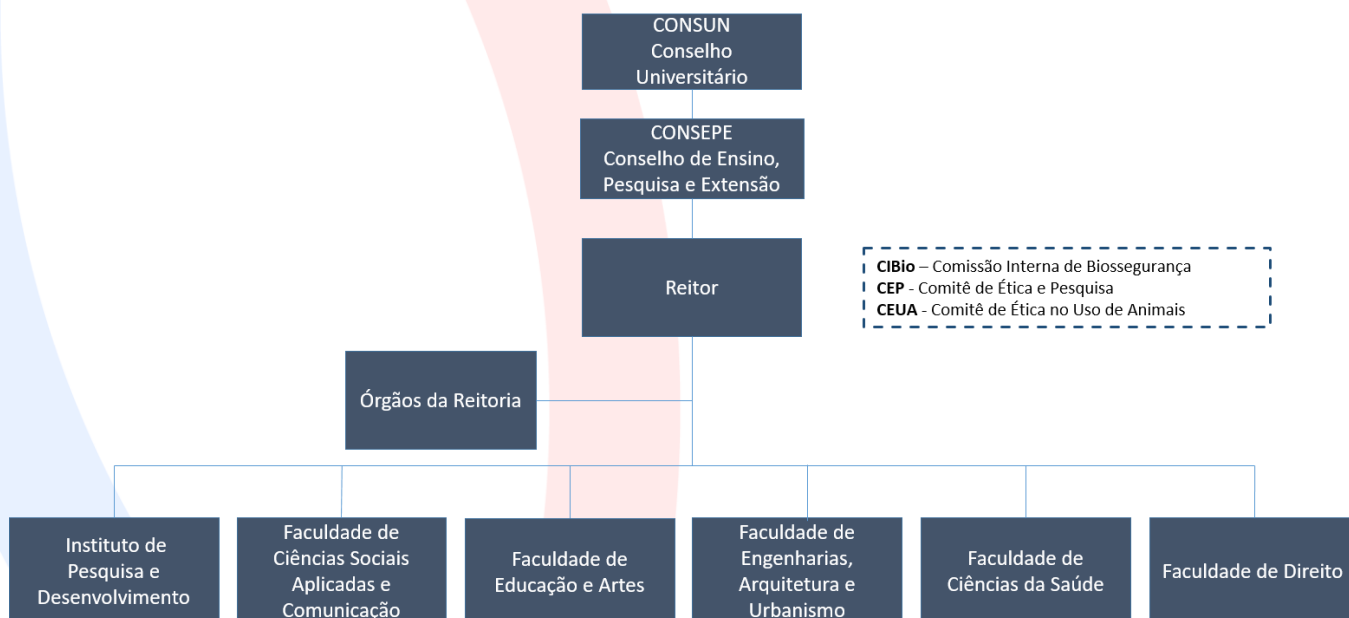 CONSUN
Conselho
Universitário
CONSEPE
Conselho de Ensino,
Pesquisa e Extensão
Reitor
CIBio – Comissão Interna de Biossegurança
CEP - Comitê de Ética e Pesquisa
CEUA - Comitê de Ética no Uso de Animais
Órgãos da Reitoria
Instituto de
Pesquisa e
Desenvolvimento
Faculdade de
Ciências Sociais
Aplicadas e
Comunicação
Faculdade de
Educação e Artes
Faculdade de
Engenharias,
Arquitetura e
Urbanismo
Faculdade de
Ciências da Saúde
Faculdade de Direito